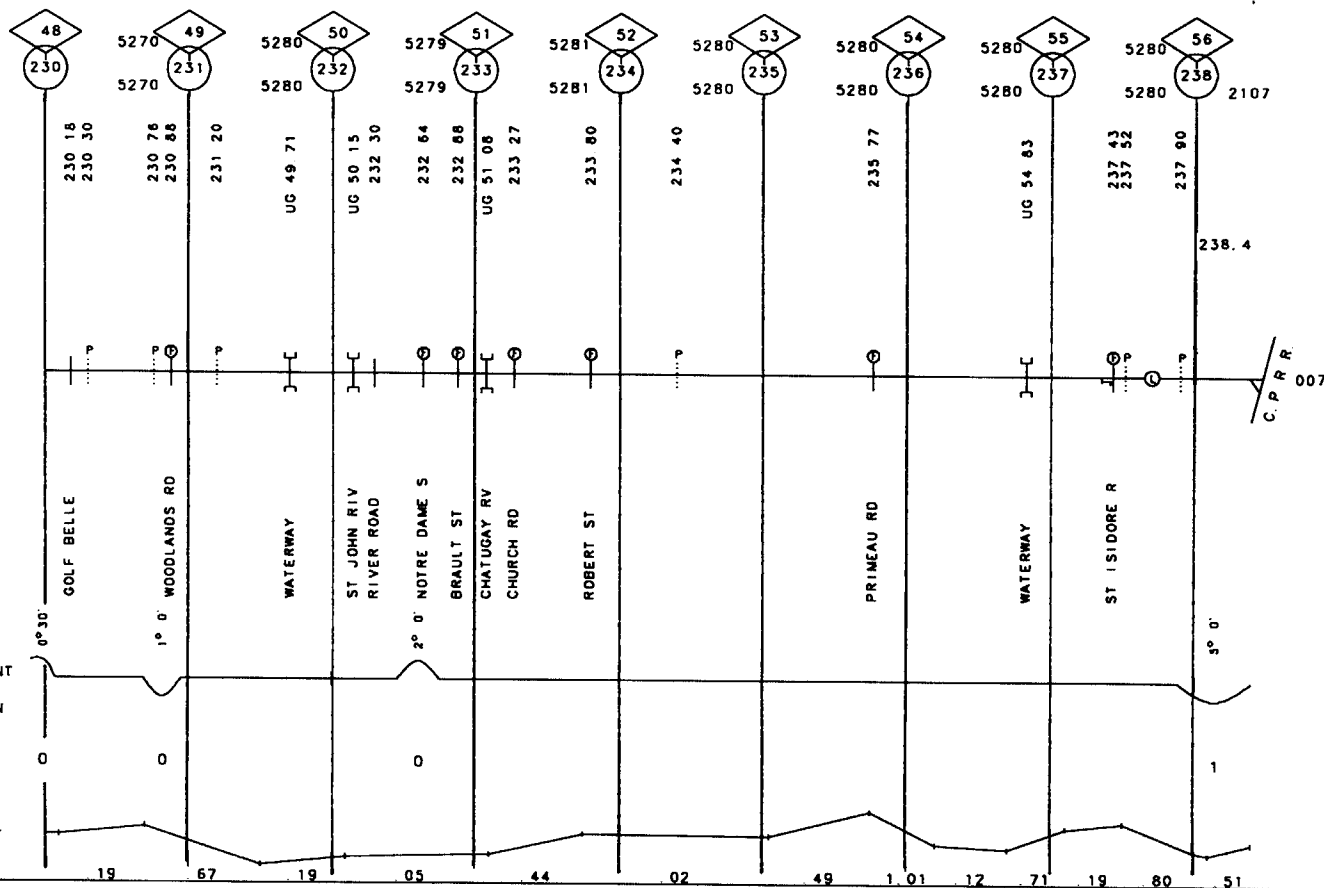 48 49 50 51 52 53 54 55 56
5270 5280 5279 5281 5280 5280 5280 5280
230 231 232 233 234 235 236 237 238
5270 5280 5279 5281 5280 5280 5280 5280 2107
230 18
230 30
230 76
230 88
231 20
UG 49 71
UG 50 15
232 30
232 64
232 88
UG 51 08
233 27
233 80
234 40
235 77
UG 54 83
237 43
237 52
237 90
238.4
P P P P P P
L
C.P.R.R.
007
GOLF BELLE
WOODLANDS RD
WATERWAY
ST JOHN RIV
RIVER ROAD
NOTRE DAME S
BRAULT ST
CHATUGAY RV
CHURCH RD
ROBERT ST
PRIMEAU RD
WATERWAY
ST ISIDORE R
0° 30'
1° 0'
2° 0'
NT
N
0 0 0 1
19 67 19 05 44 02 49 1.01 12 71 19 80 51